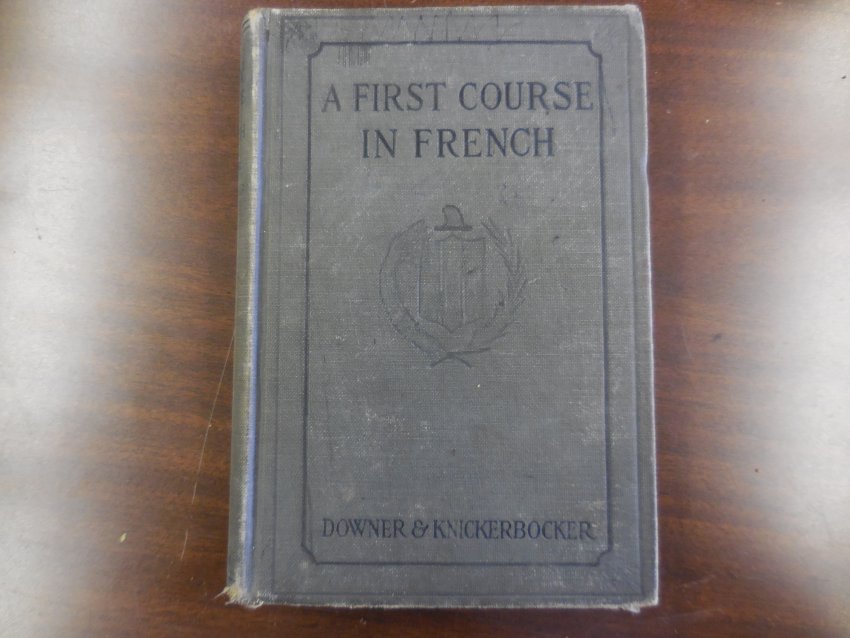 A FIRST COURSE
IN FRENCH
DOWNER & KNICKERBOCKER